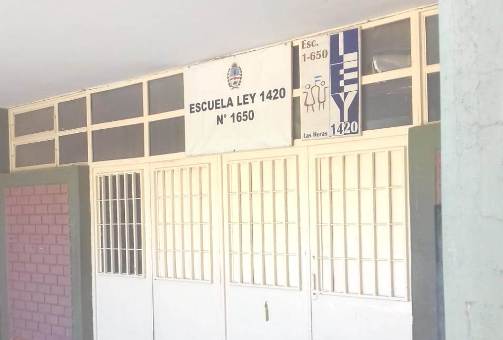 ESCUELA LEY 1420
N° 1650
Esc.
1-650
LEY
Las Heras 1420